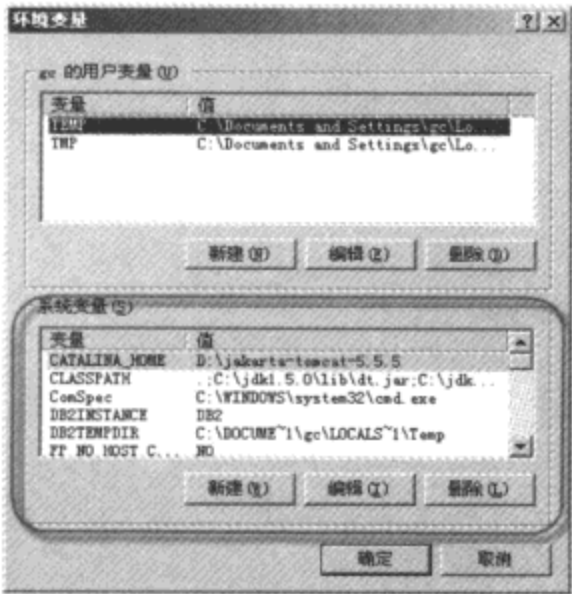 环境变量
gc 的用户变量(U)
变量 值
TEMP C:\Documents and Settings\gc\Lo...
TMP C:\Documents and Settings\gc\Lo...
新建(N) 编辑(E) 删除(D)
系统变量(S)
变量 值
CATALINA_HOME D:\jakarta-tomcat-5.5.5
CLASSPATH .;C:\jdk1.5.0\lib\dt.jar;C:\jdk...
ComSpec C:\WINDOWS\system32\cmd.exe
DB2INSTANCE DB2
DB2TEMPDIR C:\DOCUME~1\gc\LOCALS~1\Temp
FP_NO_HOST_C... NO
新建(W) 编辑(I) 删除(L)
确定 取消